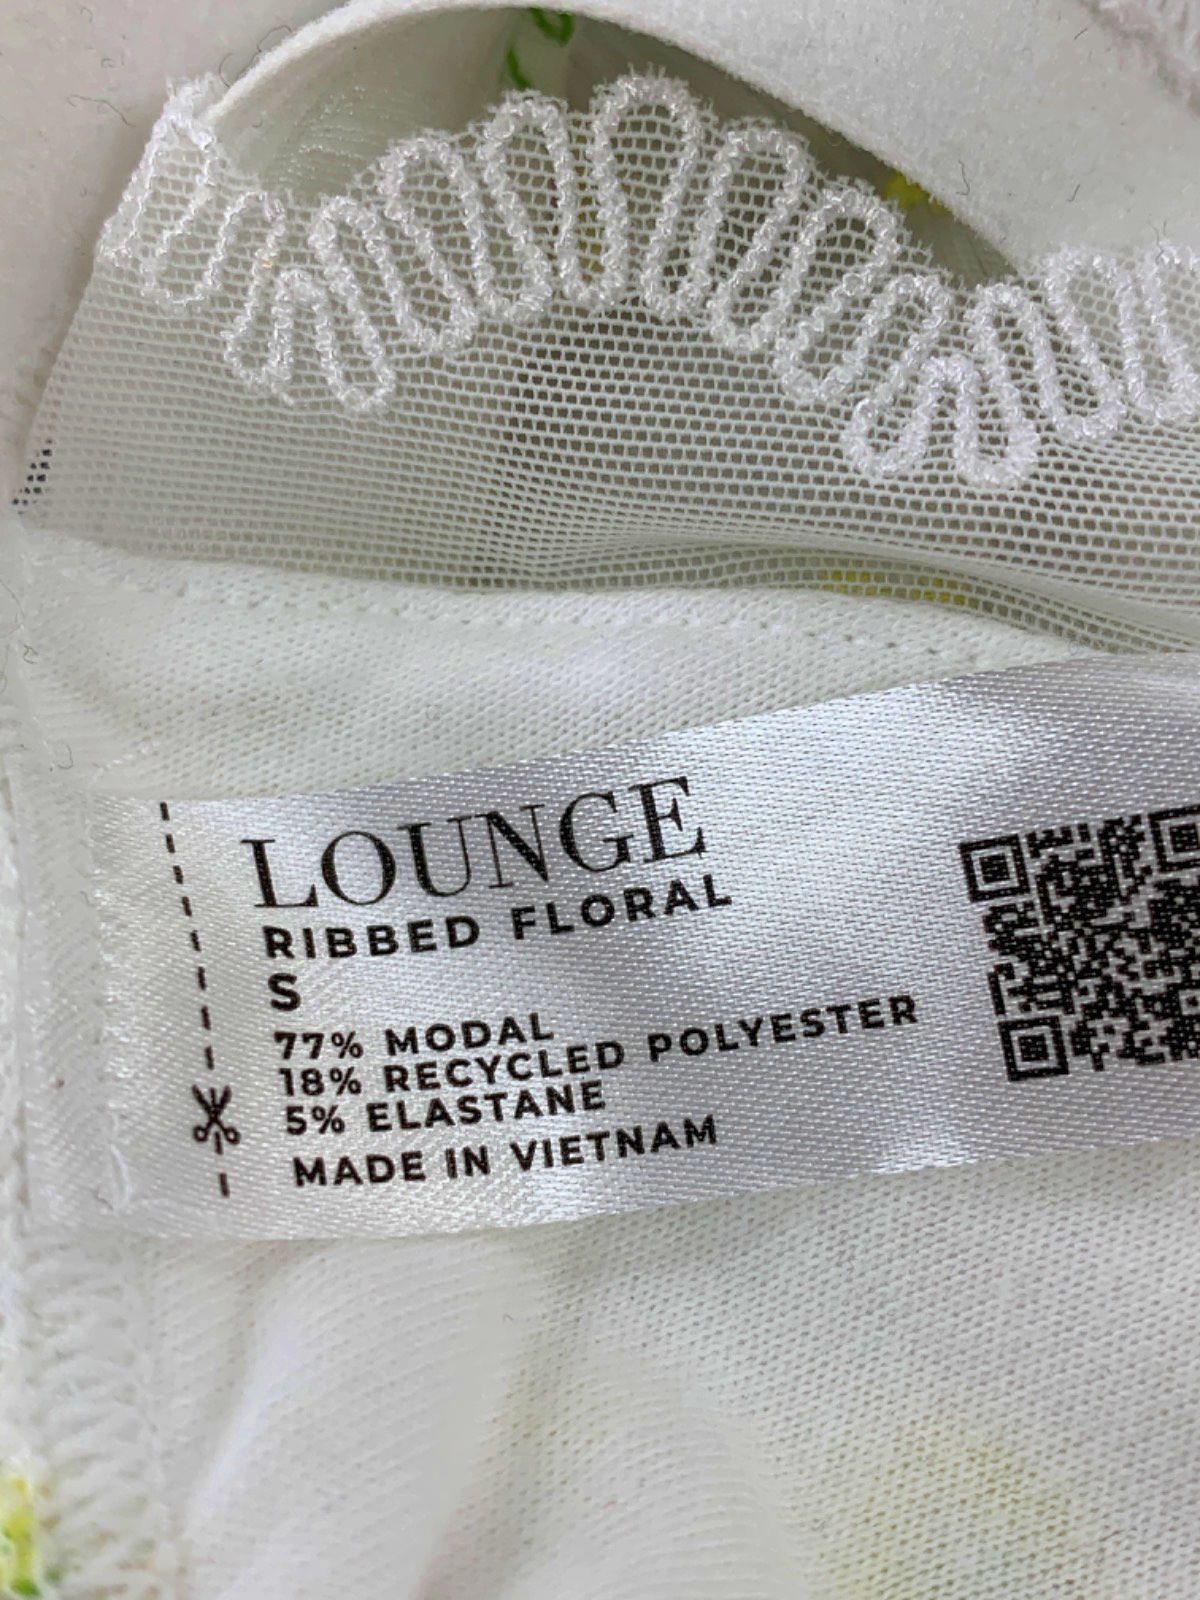 LOUNGE
RIBBED FLORAL
S
77% MODAL
18% RECYCLED POLYESTER
5% ELASTANE
MADE IN VIETNAM